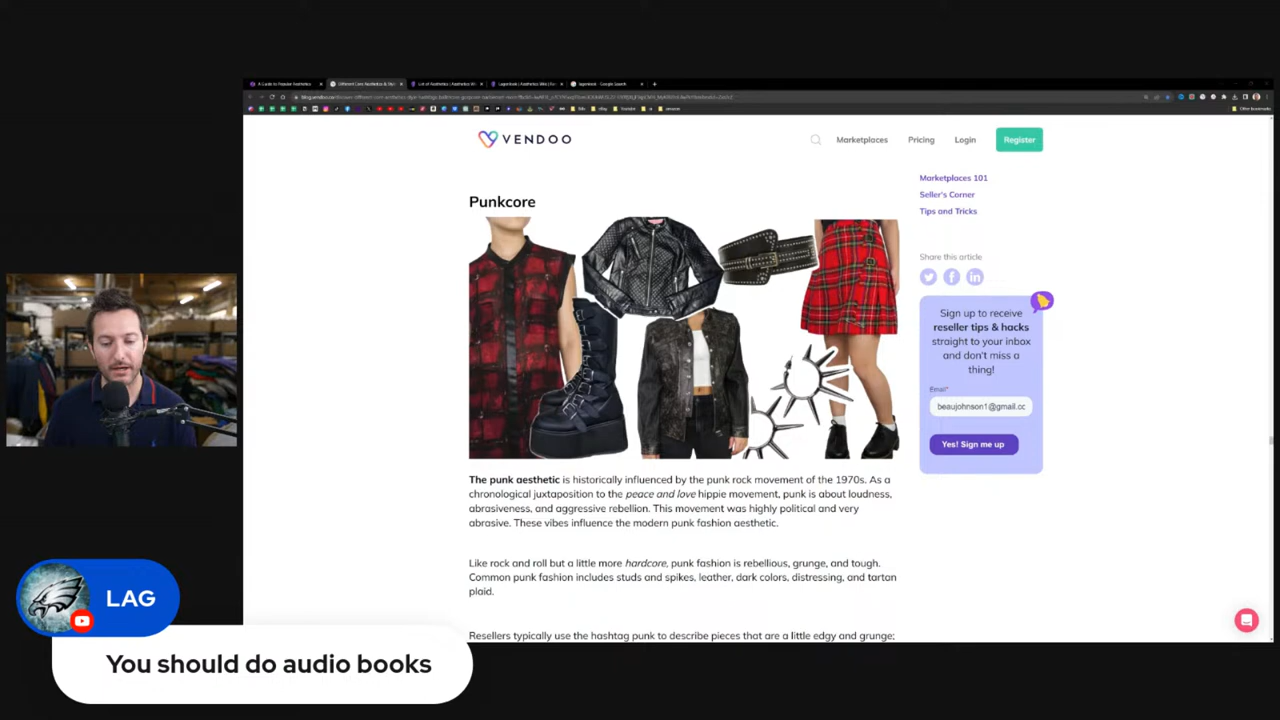 VENDOO
Marketplaces
Pricing
Login
Register
Punkcore
The punk aesthetic is historically influenced by the punk rock movement of the 1970s. As a
chronological juxtaposition to the peace and love hippie movement, punk is about loudness,
abrasiveness, and aggressive rebellion. This movement was highly political and very
abrasive. These vibes influence the modern punk fashion aesthetic.
Like rock and roll but a little more hardcore, punk fashion is rebellious, grunge, and tough.
Common punk fashion includes studs and spikes, leather, dark colors, distressing, and tartan
plaid.
Resellers typically use the hashtag punk to describe pieces that are a little edgy and grunge;
Marketplaces 101
Seller's Corner
Tips and Tricks
Share this article
Sign up to receive
reseller tips & hacks
straight to your inbox
and don't miss a
thing!
Email*
beaujohnson1@gmail.cc
Yes! Sign me up
LAG
You should do audio books